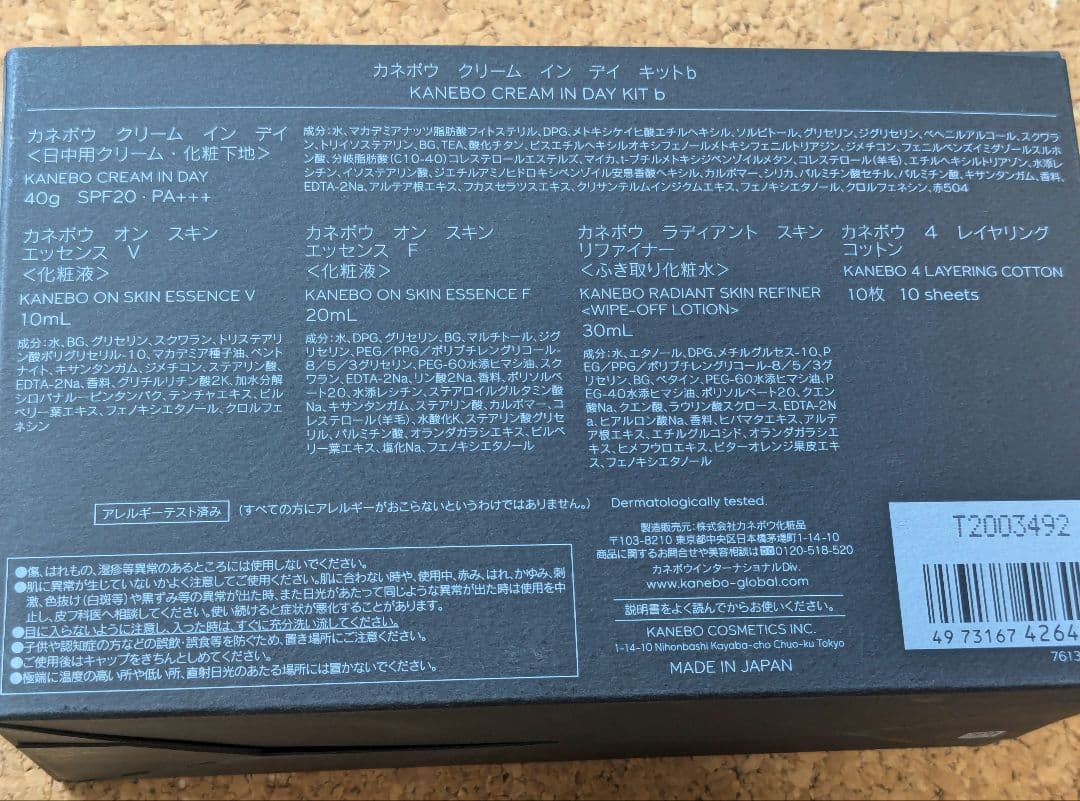 カネボウ クリーム イン デイ キットb
KANEBO CREAM IN DAY KIT b
カネボウ クリーム イン デイ
<日中用クリーム・化粧下地>
KANEBO CREAM IN DAY
40g SPF20・PA+++
成分:水、マカデミアナッツ脂肪酸フィトステリル、DPG、メトキシケイヒ酸エチルヘキシル、ソルビトール、グリセリン、ジグリセリン、ベヘニルアルコール、スクワラ
ン、トリイソステアリン、BG、TEA、酸化チタン、ビスエチルヘキシルオキシフェノールメトキシフェニルトリアジン、ジメチコン、フェニルベンズイミダゾールスルホ
ン酸、分岐脂肪酸(C10-40)コレステロールエステルズ、マイカ、t-ブチルメトキシジベンゾイルメタン、コレステロール(羊毛)、エチルヘキシルトリアゾン、水添レ
シチン、イソステアリン酸、ジエチルアミノヒドロキシベンゾイル安息香酸ヘキシル、カルボマー、シリカ、パルミチン酸セチル、パルミチン酸、キサンタンガム、香料、
EDTA-2Na、アルテア根エキス、フカスセラツスエキス、クリサンテルムインジクムエキス、フェノキシエタノール、クロルフェネシン、赤504
カネボウ オン スキン
エッセンス V
<化粧液>
KANEBO ON SKIN ESSENCE V
10mL
成分:水、BG、グリセリン、スクワラン、トリステアリ
ン酸ポリグリセリル-10、マカデミア種子油、ベント
ナイト、キサンタンガム、ジメチコン、ステアリン酸、
EDTA-2Na、香料、グリチルリチン酸2K、加水分解
シロバナルーピンタンパク、テンチャエキス、ビル
ベリー葉エキス、フェノキシエタノール、クロルフェ
ネシン
カネボウ オン スキン
エッセンス F
<化粧液>
KANEBO ON SKIN ESSENCE F
20mL
成分:水、DPG、グリセリン、BG、マルチトール、ジグ
リセリン、PEG/PPG/ポリブチレングリコール-
8/5/3グリセリン、PEG-60水添ヒマシ油、スク
ワラン、EDTA-2Na、リン酸2Na、香料、ポリソルベ
ート20、水添レシチン、ステアロイルグルタミン酸
Na、キサンタンガム、ステアリン酸、カルボマー、コ
レステロール(羊毛)、水酸化K、ステアリン酸グリセ
リル、パルミチン酸、オランダガラシエキス、ビルベ
リー葉エキス、塩化Na、フェノキシエタノール
カネボウ ラディアント スキン
リファイナー
<ふき取り化粧水>
KANEBO RADIANT SKIN REFINER
<WIPE-OFF LOTION>
30mL
成分:水、エタノール、DPG、メチルグルセス-10、P
EG/PPG/ポリブチレングリコール-8/5/3グ
リセリン、BG、ベタイン、PEG-60水添ヒマシ油、P
EG-40水添ヒマシ油、ポリソルベート20、クエン
酸Na、クエン酸、ラウリン酸スクロース、EDTA-2N
a、ヒアルロン酸Na、香料、ヒバマタエキス、アルテ
ア根エキス、エチルグルコシド、オランダガラシエ
キス、ヒメフウロエキス、ビターオレンジ果皮エキ
ス、フェノキシエタノール
カネボウ 4 レイヤリング
コットン
KANEBO 4 LAYERING COTTON
10枚 10 sheets
アレルギーテスト済み (すべての方にアレルギーがおこらないというわけではありません。)
Dermatologically tested.
●傷、はれもの、湿疹等異常のあるところには使用しないでください。
●肌に異常が生じていないかよく注意してご使用ください。肌に合わない時や、使用中、赤み、はれ、かゆみ、刺
激、色抜け(白斑等)や黒ずみ等の異常が出た時、また日光があたって同じような異常が出た時は使用を中
止し、皮フ科医へ相談してください。使い続けると症状が悪化することがあります。
●目に入らないように注意し、入った時は、すぐに充分洗い流してください。
●子供や認知症の方などの誤飲・誤食等を防ぐため、置き場所にご注意ください。
●ご使用後はキャップをきちんとしめてください。
●極端に温度の高い所や低い所、直射日光のあたる場所には置かないでください。
製造販売元:株式会社カネボウ化粧品
〒103-8210 東京都中央区日本橋茅場町1-14-10
商品に関するお問合せや美容相談は 0120-518-520
カネボウインターナショナルDiv.
www.kanebo-global.com
説明書をよく読んでからお使いください。
KANEBO COSMETICS INC.
1-14-10 Nihonbashi Kayaba-cho Chuo-ku Tokyo
MADE IN JAPAN
T2003492
49 73167 4264
7613